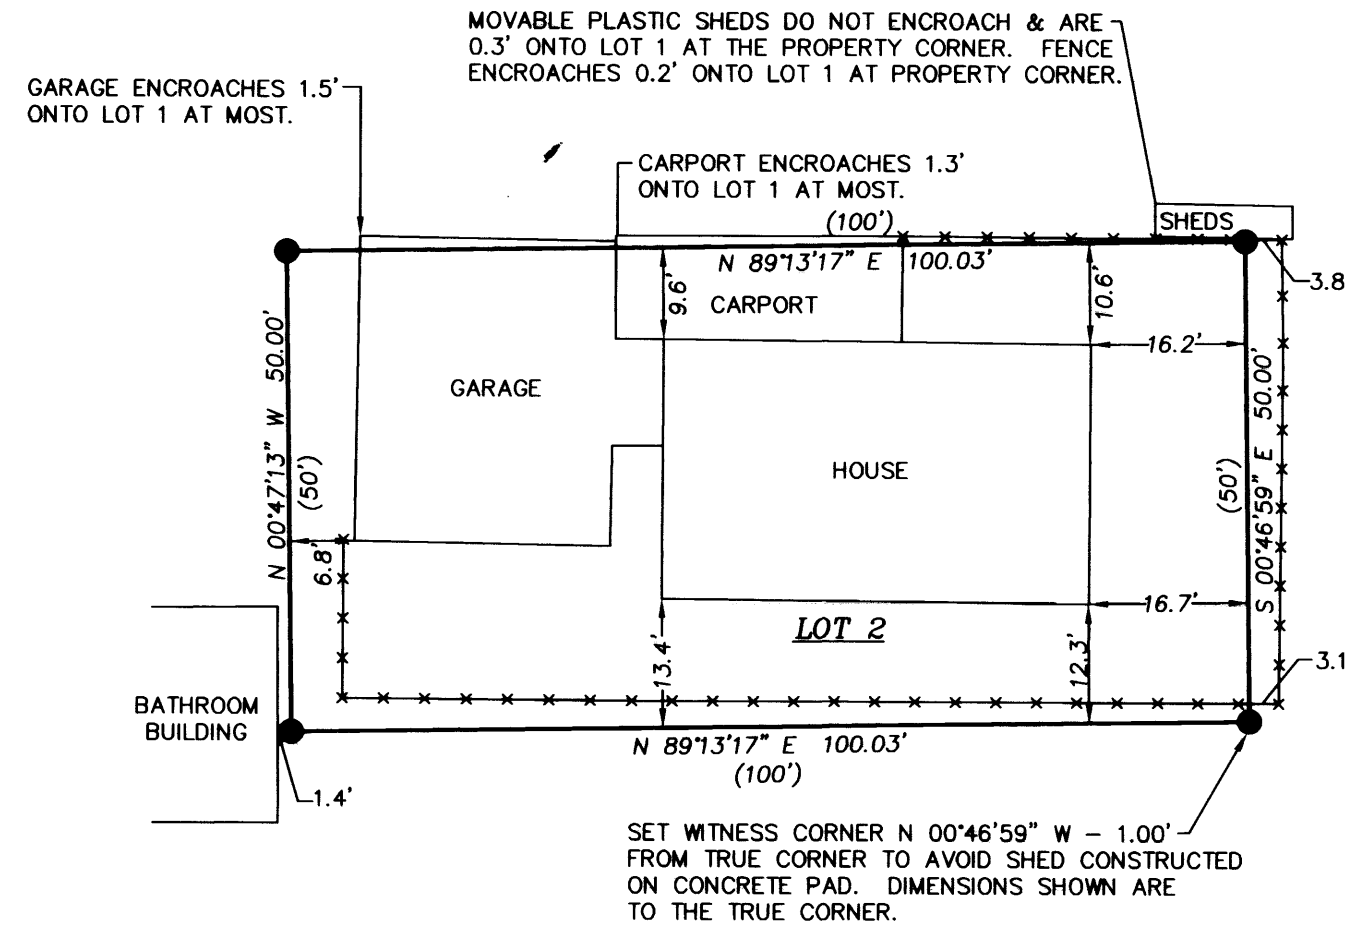 MOVABLE PLASTIC SHEDS DO NOT ENCROACH & ARE
0.3' ONTO LOT 1 AT THE PROPERTY CORNER. FENCE
ENCROACHES 0.2' ONTO LOT 1 AT PROPERTY CORNER.
GARAGE ENCROACHES 1.5'
ONTO LOT 1 AT MOST.
CARPORT ENCROACHES 1.3'
ONTO LOT 1 AT MOST.
(100')
SHEDS
N 89°13'17" E 100.03'
3.8
9.6'
CARPORT
10.6'
16.2'
GARAGE
HOUSE
N 00°47'13" W 50.00'
(50')
(50')
S 00°46'59" E 50.00'
6.8'
16.7'
LOT 2
13.4'
12.3'
3.1
BATHROOM
BUILDING
N 89°13'17" E 100.03'
(100')
1.4'
SET WITNESS CORNER N 00°46'59" W - 1.00'
FROM TRUE CORNER TO AVOID SHED CONSTRUCTED
ON CONCRETE PAD. DIMENSIONS SHOWN ARE
TO THE TRUE CORNER.